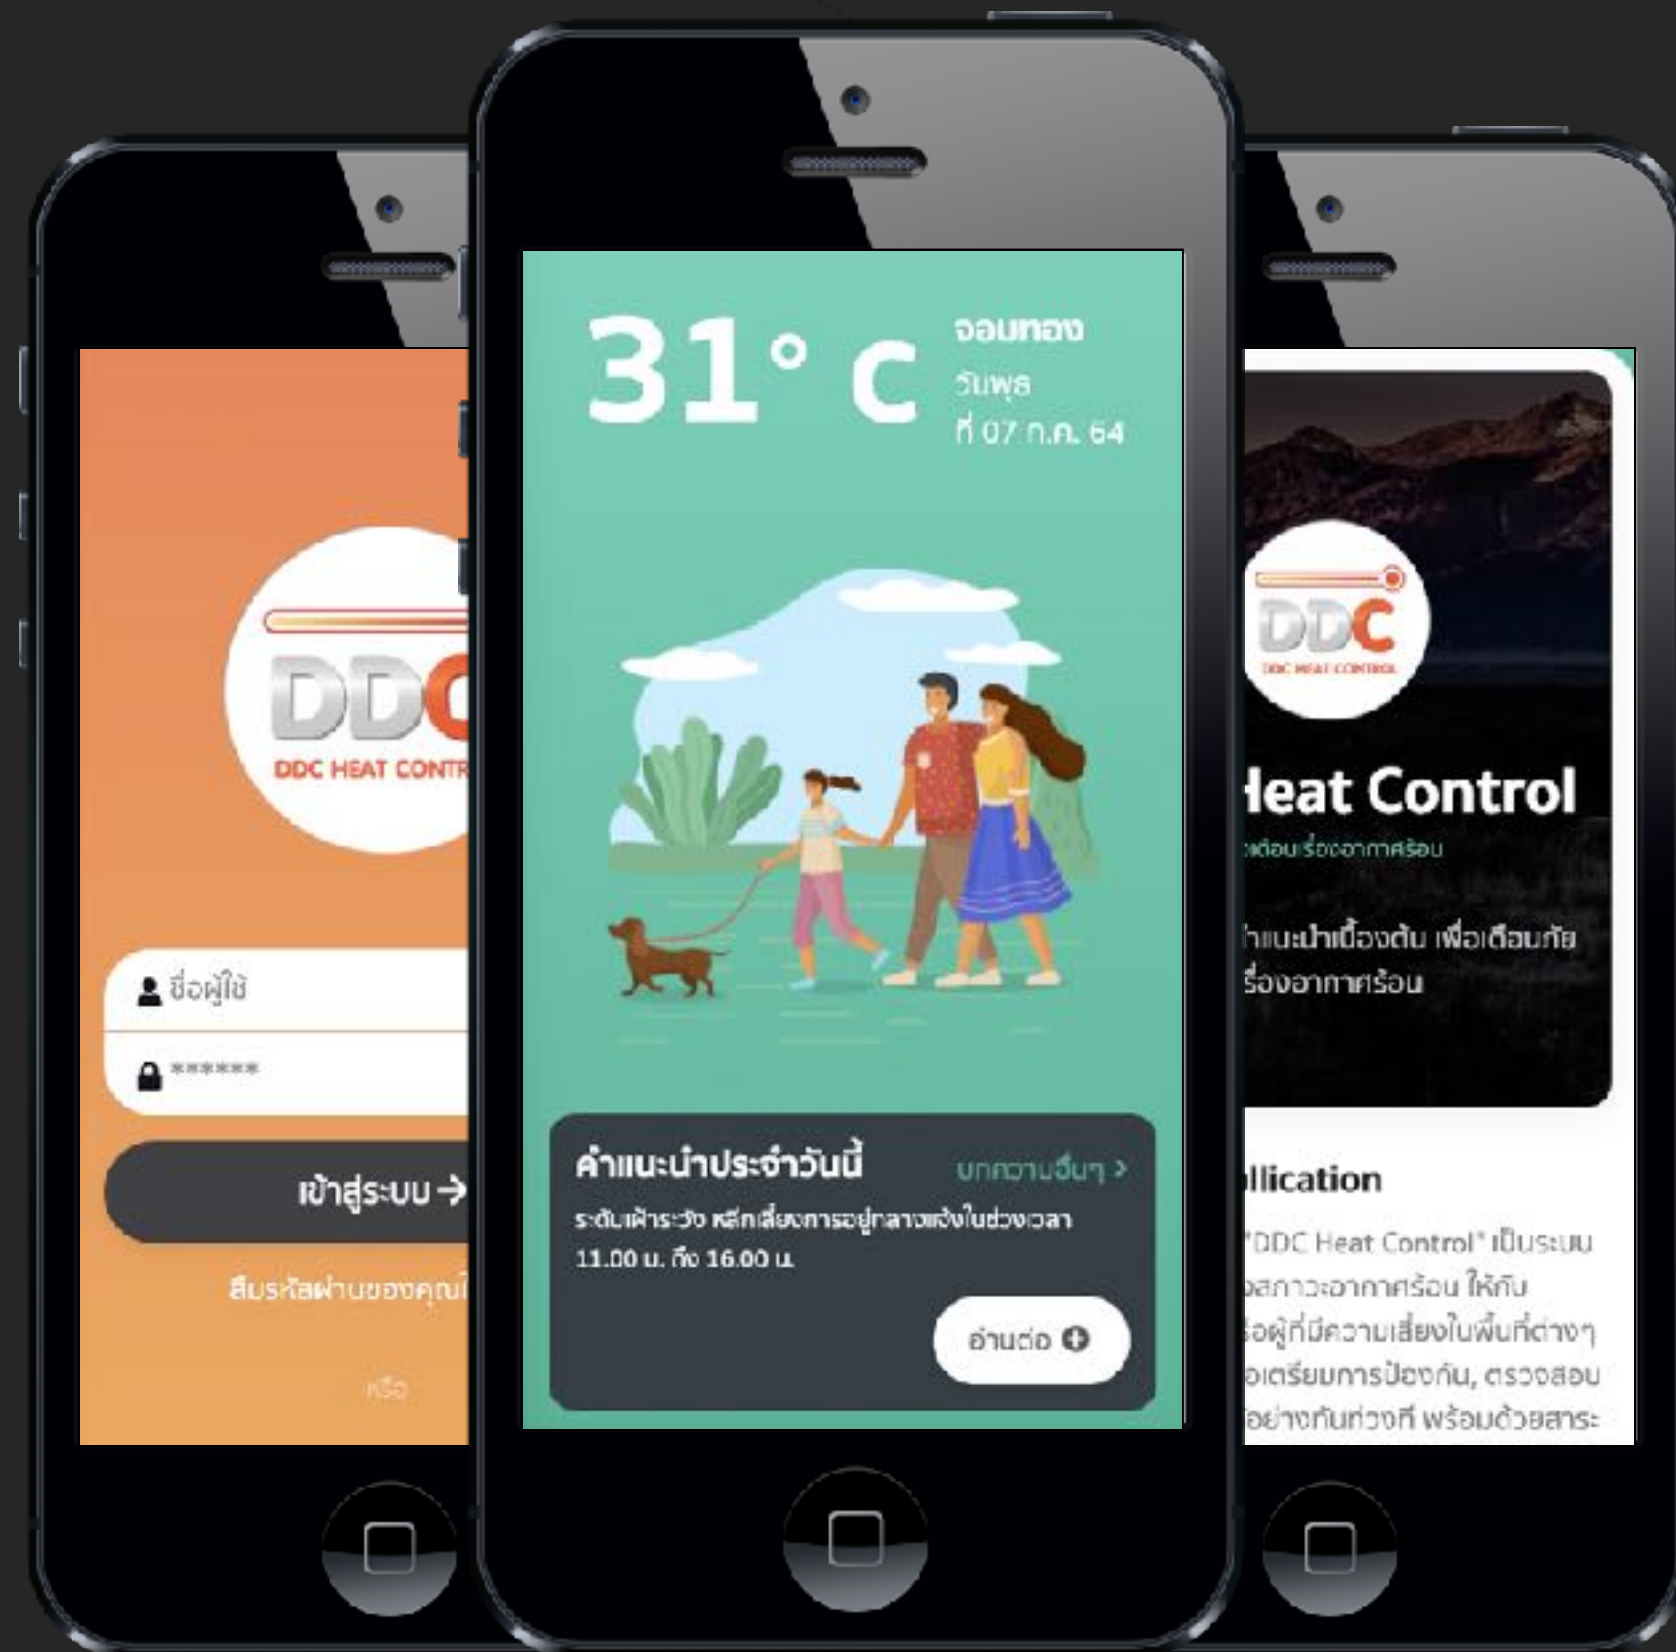 DDC
DDC HEAT CONTR
ชื่อผู้ใช้
******
เข้าสู่ระบบ
ลืมรหัสผ่านของคุณ
หรือ
31° C
จอมทอง
วันพุธ
ที่ 07 ก.ค. 64
คำแนะนำประจำวันนี้
บทความอื่นๆ >
ระดับเฝ้าระวัง หลีกเลี่ยงการอยู่กลางแจ้งในช่วงเวลา
11.00 น. ถึง 16.00 น.
อ่านต่อ
DDC
DDC HEAT CONTROL
Heat Control
เตือนเรื่องอากาศร้อน
คำแนะนำเบื้องต้น เพื่อเตือนภัย
เรื่องอากาศร้อน
llication
"DDC Heat Control" เป็นระบบ
สภาวะอากาศร้อน ให้กับ
ผู้ที่มีความเสี่ยงในพื้นที่ต่างๆ
เตรียมการป้องกัน, ตรวจสอบ
อย่างทันท่วงที พร้อมด้วยสาระ